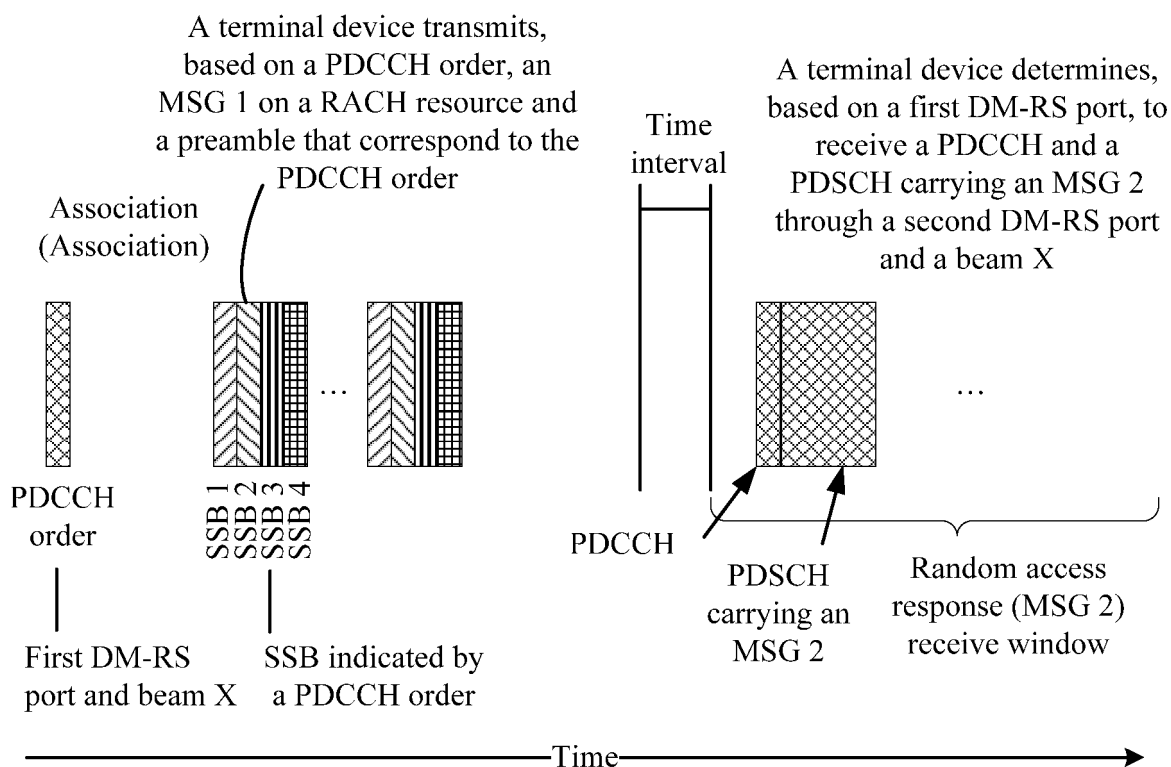 A terminal device transmits,
based on a PDCCH order, an
MSG 1 on a RACH resource and
a preamble that correspond to the
PDCCH order
Association
(Association)
Time
interval
A terminal device determines,
based on a first DM-RS port, to
receive a PDCCH and a
PDSCH carrying an MSG 2
through a second DM-RS port
and a beam X
...
...
PDCCH
order
SSB 1
SSB 2
SSB 3
SSB 4
PDCCH
PDSCH
carrying an
MSG 2
Random access
response (MSG 2)
receive window
First DM-RS
port and beam X
SSB indicated by
a PDCCH order
Time